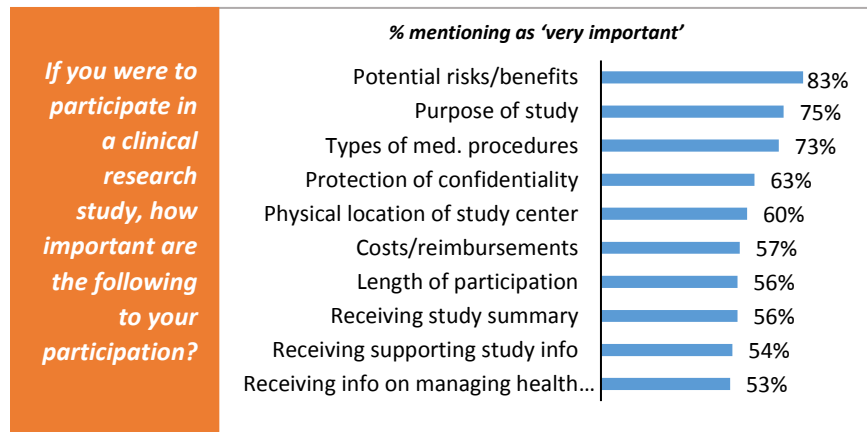 If you were to
participate in
a clinical
research
study, how
important are
the following
to your
participation?
% mentioning as ‘very important’
Potential risks/benefits 83%
Purpose of study 75%
Types of med. procedures 73%
Protection of confidentiality 63%
Physical location of study center 60%
Costs/reimbursements 57%
Length of participation 56%
Receiving study summary 56%
Receiving supporting study info 54%
Receiving info on managing health… 53%